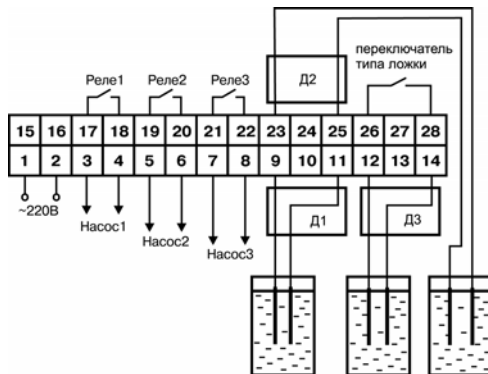 переключатель
типа ложки
Д2
Реле1 Реле2 Реле3
15 16 17 18 19 20 21 22 23 24 25 26 27 28
1 2 3 4 5 6 7 8 9 10 11 12 13 14
~220В
Насос1
Насос2
Насос3
Д1
Д3